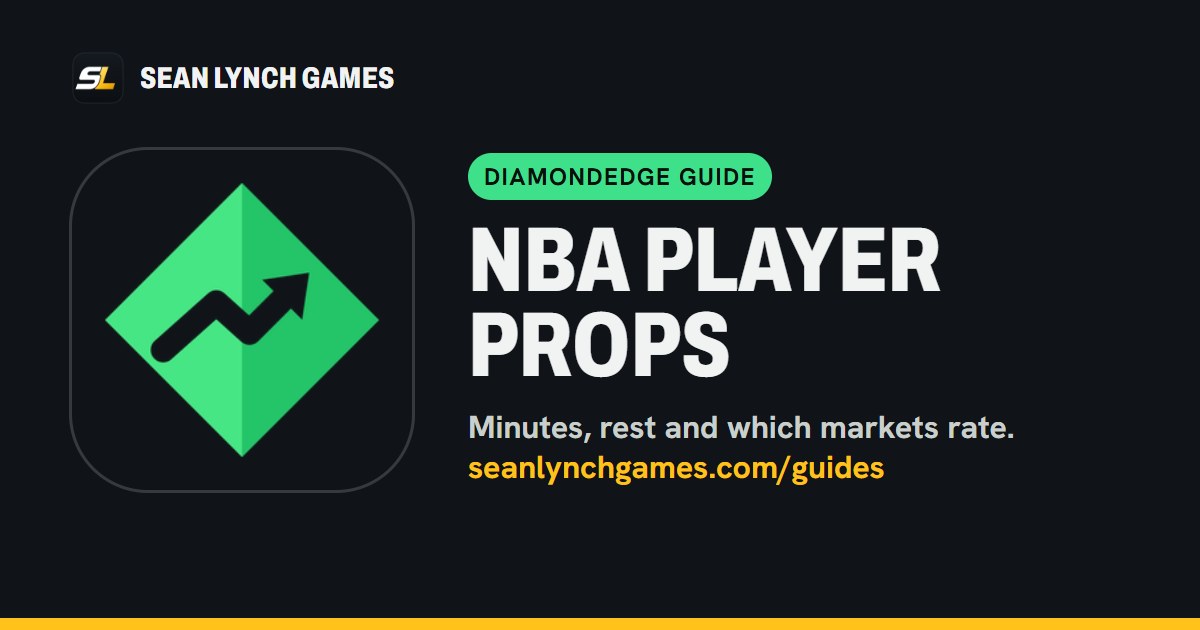 SL
SEAN LYNCH GAMES
DIAMONDEDGE GUIDE
NBA PLAYER
PROPS
Minutes, rest and which markets rate.
seanlynchgames.com/guides